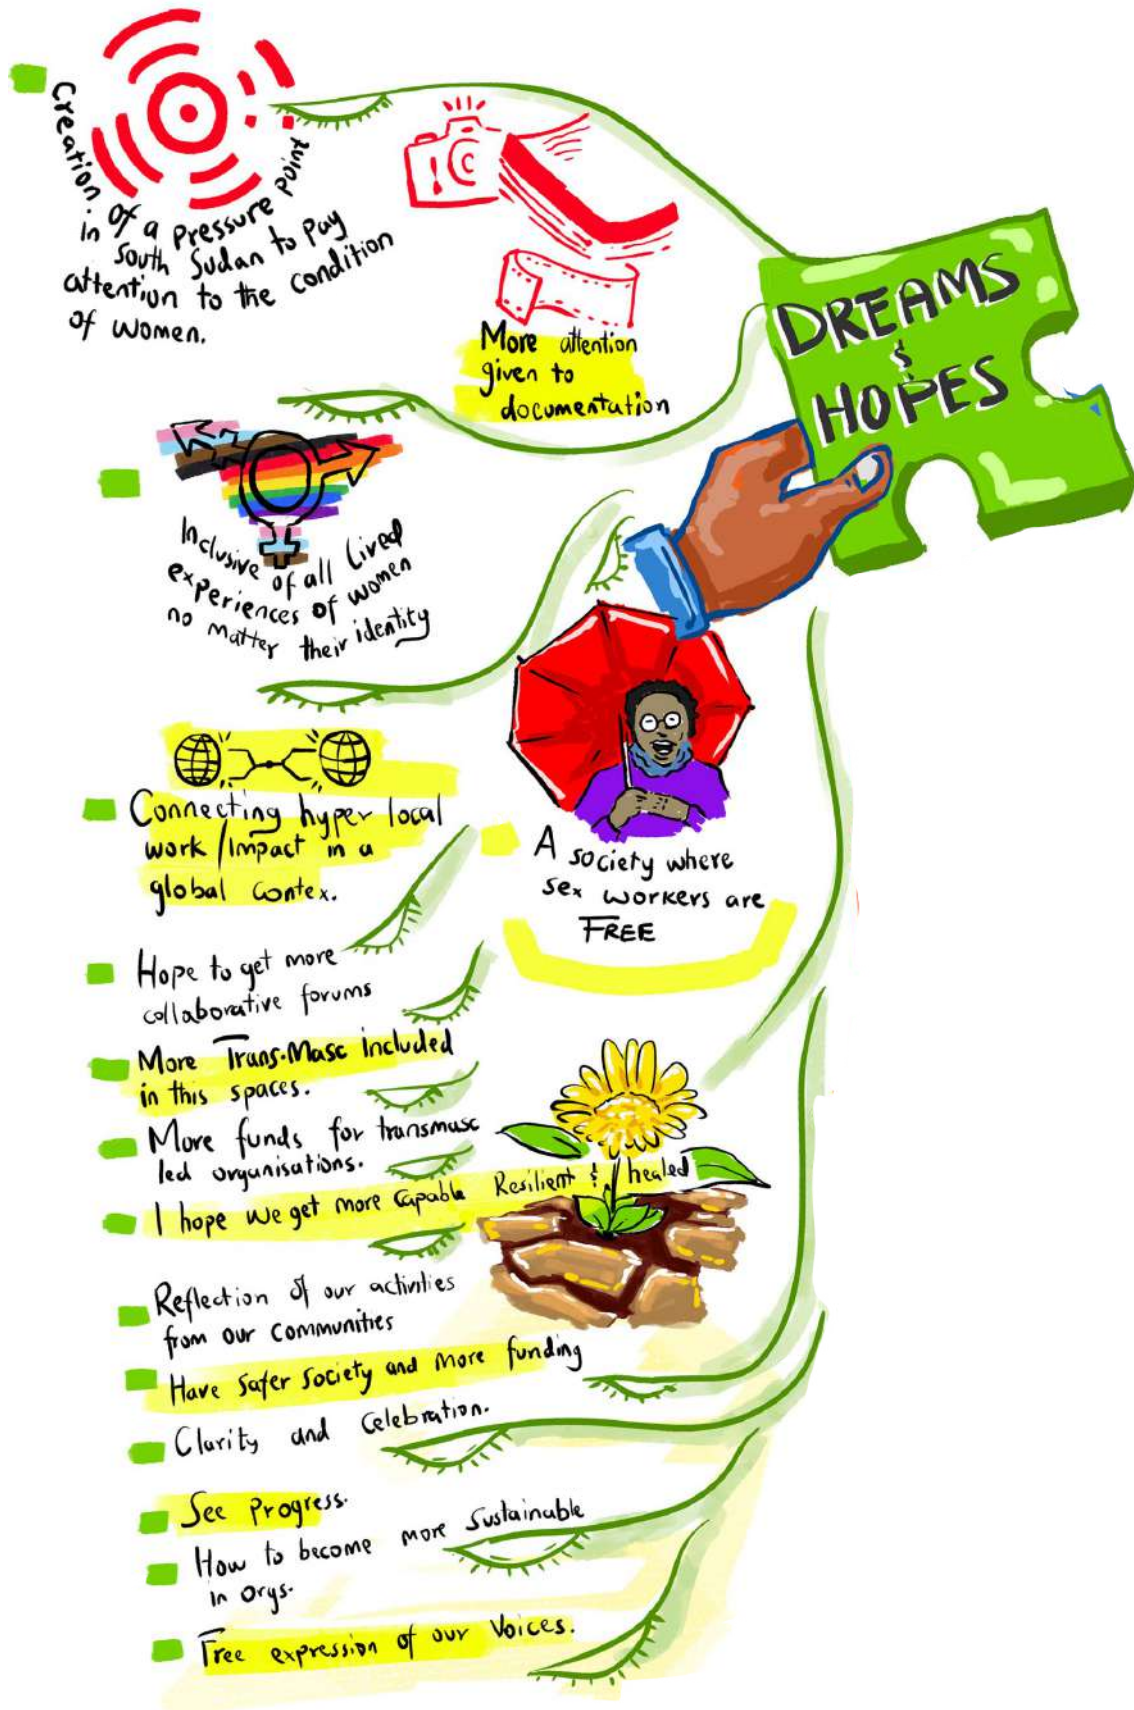 DREAMS
&
HOPES
Creation of a pressure point
in South Sudan to pay
attention to the condition
of women.
More attention
given to
documentation
Inclusive of all lived
experiences of women
no matter their identity
Connecting hyper local
work/Impact in a
global contex.
A society where
sex workers are
FREE
Hope to get more
collaborative forums
More Trans.Masc included
in this spaces.
More funds for transmasc
led organisations.
I hope we get more capable Resilient & healed
Reflection of our activities
from our communities
Have safer society and more funding
Clarity and Celebration.
See Progress.
How to become more Sustainable
in orgs.
Free expression of our Voices.